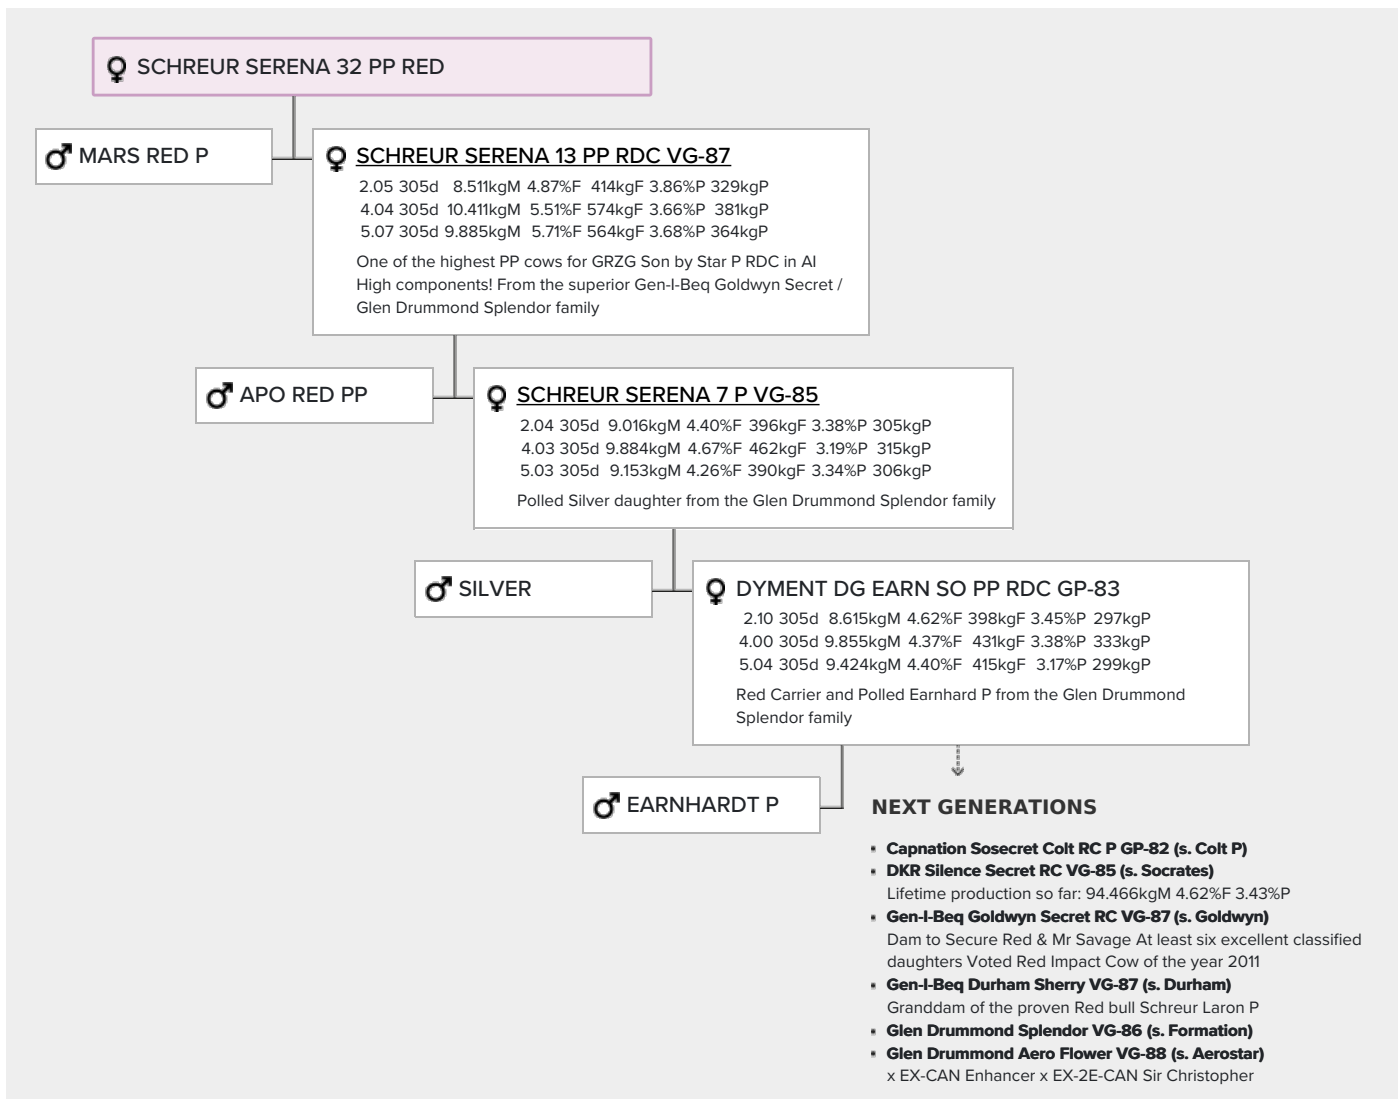 SCHREUR SERENA 32 PP RED
MARS RED P
SCHREUR SERENA 13 PP RDC VG-87
2.05 305d 8.511kgM 4.87%F 414kgF 3.86%P 329kgP
4.04 305d 10.411kgM 5.51%F 574kgF 3.66%P 381kgP
5.07 305d 9.885kgM 5.71%F 564kgF 3.68%P 364kgP
One of the highest PP cows for GRZG Son by Star P RDC in AI
High components! From the superior Gen-I-Beq Goldwyn Secret /
Glen Drummond Splendor family
APO RED PP
SCHREUR SERENA 7 P VG-85
2.04 305d 9.016kgM 4.40%F 396kgF 3.38%P 305kgP
4.03 305d 9.884kgM 4.67%F 462kgF 3.19%P 315kgP
5.03 305d 9.153kgM 4.26%F 390kgF 3.34%P 306kgP
Polled Silver daughter from the Glen Drummond Splendor family
SILVER
DYMENT DG EARN SO PP RDC GP-83
2.10 305d 8.615kgM 4.62%F 398kgF 3.45%P 297kgP
4.00 305d 9.855kgM 4.37%F 431kgF 3.38%P 333kgP
5.04 305d 9.424kgM 4.40%F 415kgF 3.17%P 299kgP
Red Carrier and Polled Earnhard P from the Glen Drummond
Splendor family
EARNHARDT P
NEXT GENERATIONS
Capnation Sosecret Colt RC P GP-82 (s. Colt P)
DKR Silence Secret RC VG-85 (s. Socrates)
Lifetime production so far: 94.466kgM 4.62%F 3.43%P
Gen-I-Beq Goldwyn Secret RC VG-87 (s. Goldwyn)
Dam to Secure Red & Mr Savage At least six excellent classified
daughters Voted Red Impact Cow of the year 2011
Gen-I-Beq Durham Sherry VG-87 (s. Durham)
Granddam of the proven Red bull Schreur Laron P
Glen Drummond Splendor VG-86 (s. Formation)
Glen Drummond Aero Flower VG-88 (s. Aerostar)
x EX-CAN Enhancer x EX-2E-CAN Sir Christopher